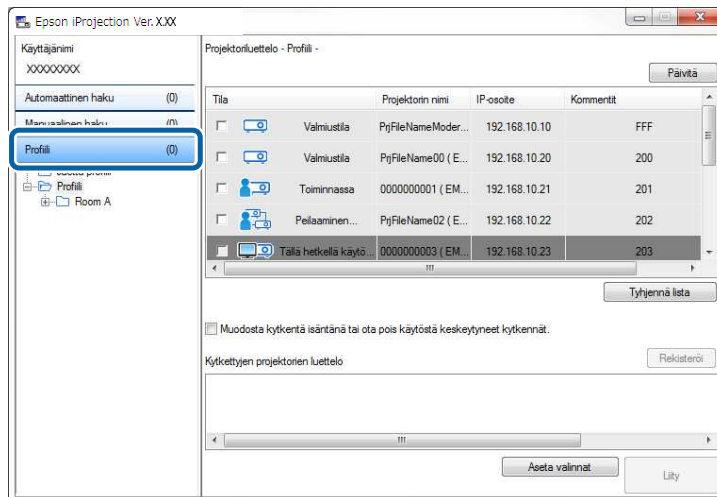 Epson iProjection Ver. X.XX
Käyttäjänimi
XXXXXXXX
Automaattinen haku (0)
Manuaalinen haku (0)
Profiili (0)
Profiili
Room A
Projektoriluettelo - Profiili -
Päivitä
Tila Projektorin nimi IP-osoite Kommentit
Valmiustila PrjFileNameModer... 192.168.10.10 FFF
Valmiustila PrjFileName00 ( E... 192.168.10.20 200
Toiminnassa 0000000001 ( EM... 192.168.10.21 201
Peilaaminen... PrjFileName02 ( E... 192.168.10.22 202
Tällä hetkellä käytö... 0000000003 ( EM... 192.168.10.23 203
Tyhjennä lista
Muodosta kytkentä isäntänä tai ota pois käytöstä keskeytyneet kytkennät.
Kytkettyjen projektorien luettelo
Rekisteröi
Aseta valinnat
Liity